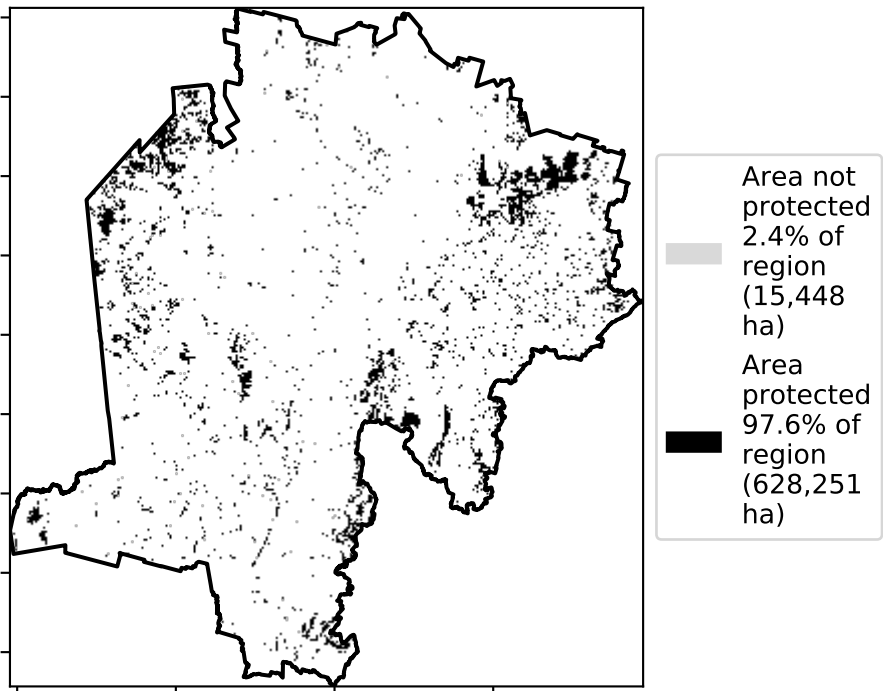 Area not
protected
2.4% of
region
(15,448
ha)
Area
protected
97.6% of
region
(628,251
ha)